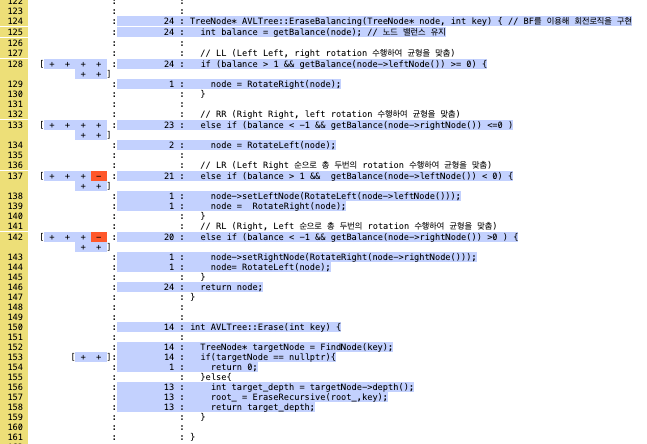 122 :
123 :
124 : 24 : TreeNode* AVLTree::EraseBalancing(TreeNode* node, int key) { // BF를 이용해 회전로직을 구현
125 : 24 : int balance = getBalance(node); // 노드 밸런스 유지
126 : :
127 : : // LL (Left Left, right rotation 수행하여 균형을 맞춤)
128 [ + + + + : 24 : if (balance > 1 && getBalance(node->leftNode()) >= 0) {
+ + ]
129 : 1 : node = RotateRight(node);
130 : : }
131 : :
132 : : // RR (Right Right, left rotation 수행하여 균형을 맞춤)
133 [ + + + + : 23 : else if (balance < -1 && getBalance(node->rightNode()) <=0 )
+ + ]
134 : 2 : node = RotateLeft(node);
135 : :
136 : : // LR (Left Right 순으로 총 두번의 rotation 수행하여 균형을 맞춤)
137 [ + + + - : 21 : else if (balance > 1 && getBalance(node->leftNode()) < 0) {
+ + ]
138 : 1 : node->setLeftNode(RotateLeft(node->leftNode()));
139 : 1 : node = RotateRight(node);
140 : : }
141 : : // RL (Right, Left 순으로 총 두번의 rotation 수행하여 균형을 맞춤)
142 [ + + + - : 20 : else if (balance < -1 && getBalance(node->rightNode()) >0 ) {
+ + ]
143 : 1 : node->setRightNode(RotateRight(node->rightNode()));
144 : 1 : node= RotateLeft(node);
145 : : }
146 : 24 : return node;
147 : : }
148 : :
149 : :
150 : 14 : int AVLTree::Erase(int key) {
151 : :
152 : 14 : TreeNode* targetNode = FindNode(key);
153 [ + + ]: 14 : if(targetNode == nullptr){
154 : 1 : return 0;
155 : : }else{
156 : 13 : int target_depth = targetNode->depth();
157 : 13 : root_ = EraseRecursive(root_,key);
158 : 13 : return target_depth;
159 : : }
160 : :
161 : : }